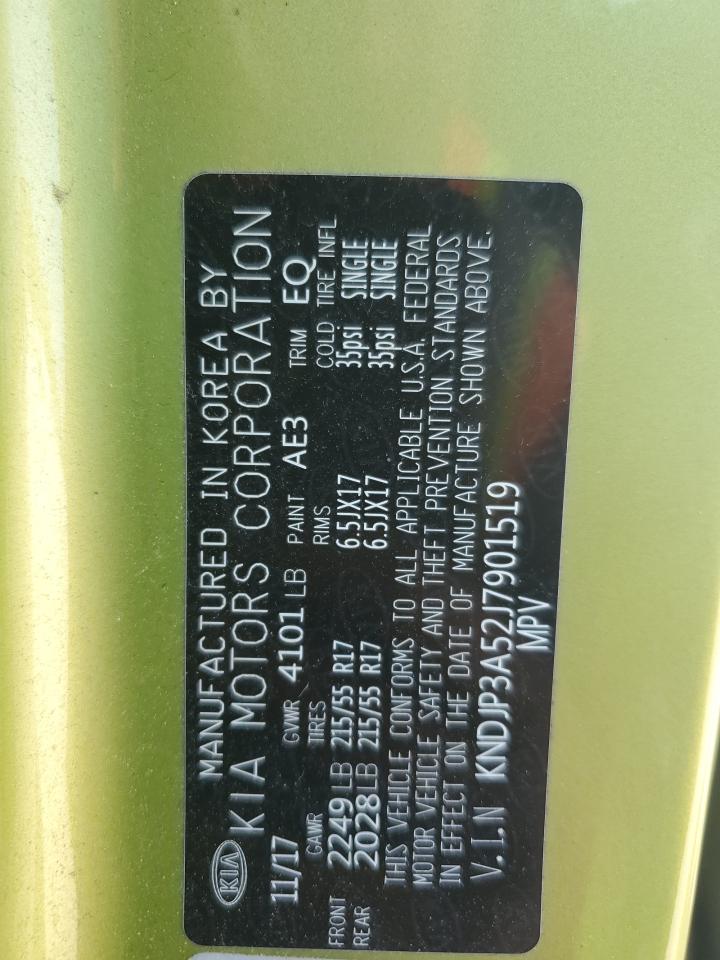 KIA
MANUFACTURED IN KOREA BY
KIA MOTORS CORPORATION
11/17 GVWR 4101 LB PAINT AE3 TRIM EQ
GAWR TIRES RIMS COLD TIRE INFL
FRONT 2249 LB 215/55 R17 6.5JX17 35psi SINGLE
REAR 2028 LB 215/55 R17 6.5JX17 35psi SINGLE
THIS VEHICLE CONFORMS TO ALL APPLICABLE U.S.A. FEDERAL
MOTOR VEHICLE SAFETY AND THEFT PREVENTION STANDARDS
IN EFFECT ON THE DATE OF MANUFACTURE SHOWN ABOVE.
V.I.N KNDJP3A52J7901519
MPV